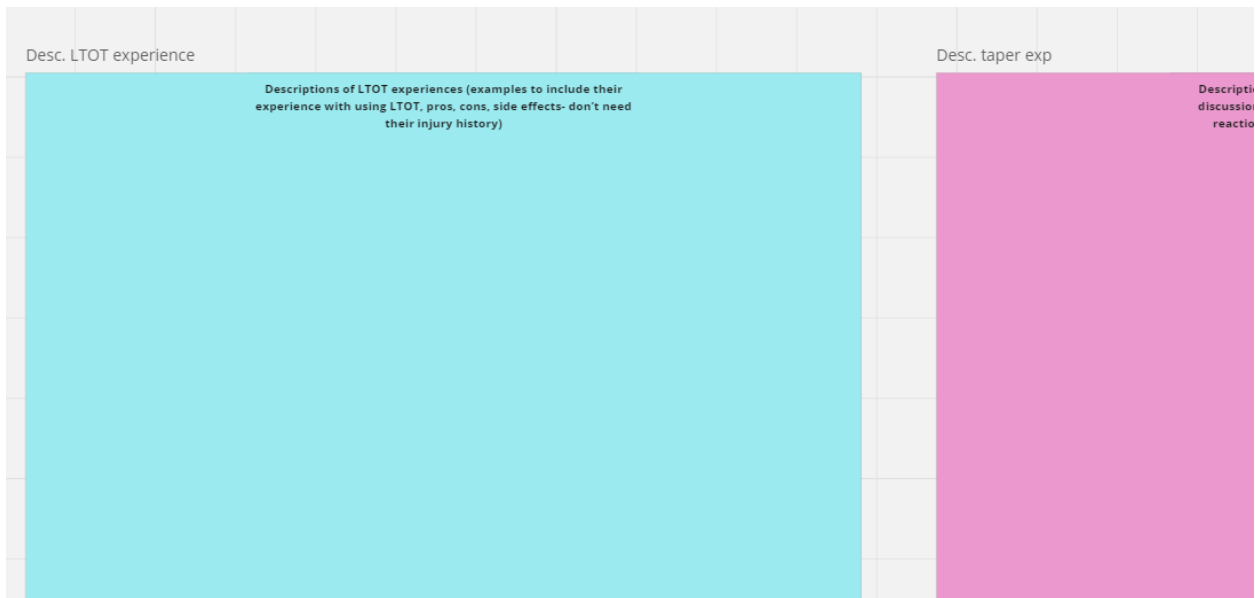 Desc. LTOT experience
Desc. taper exp
Descriptions of LTOT experiences (examples to include their
experience with using LTOT, pros, cons, side effects- don't need
their injury history)